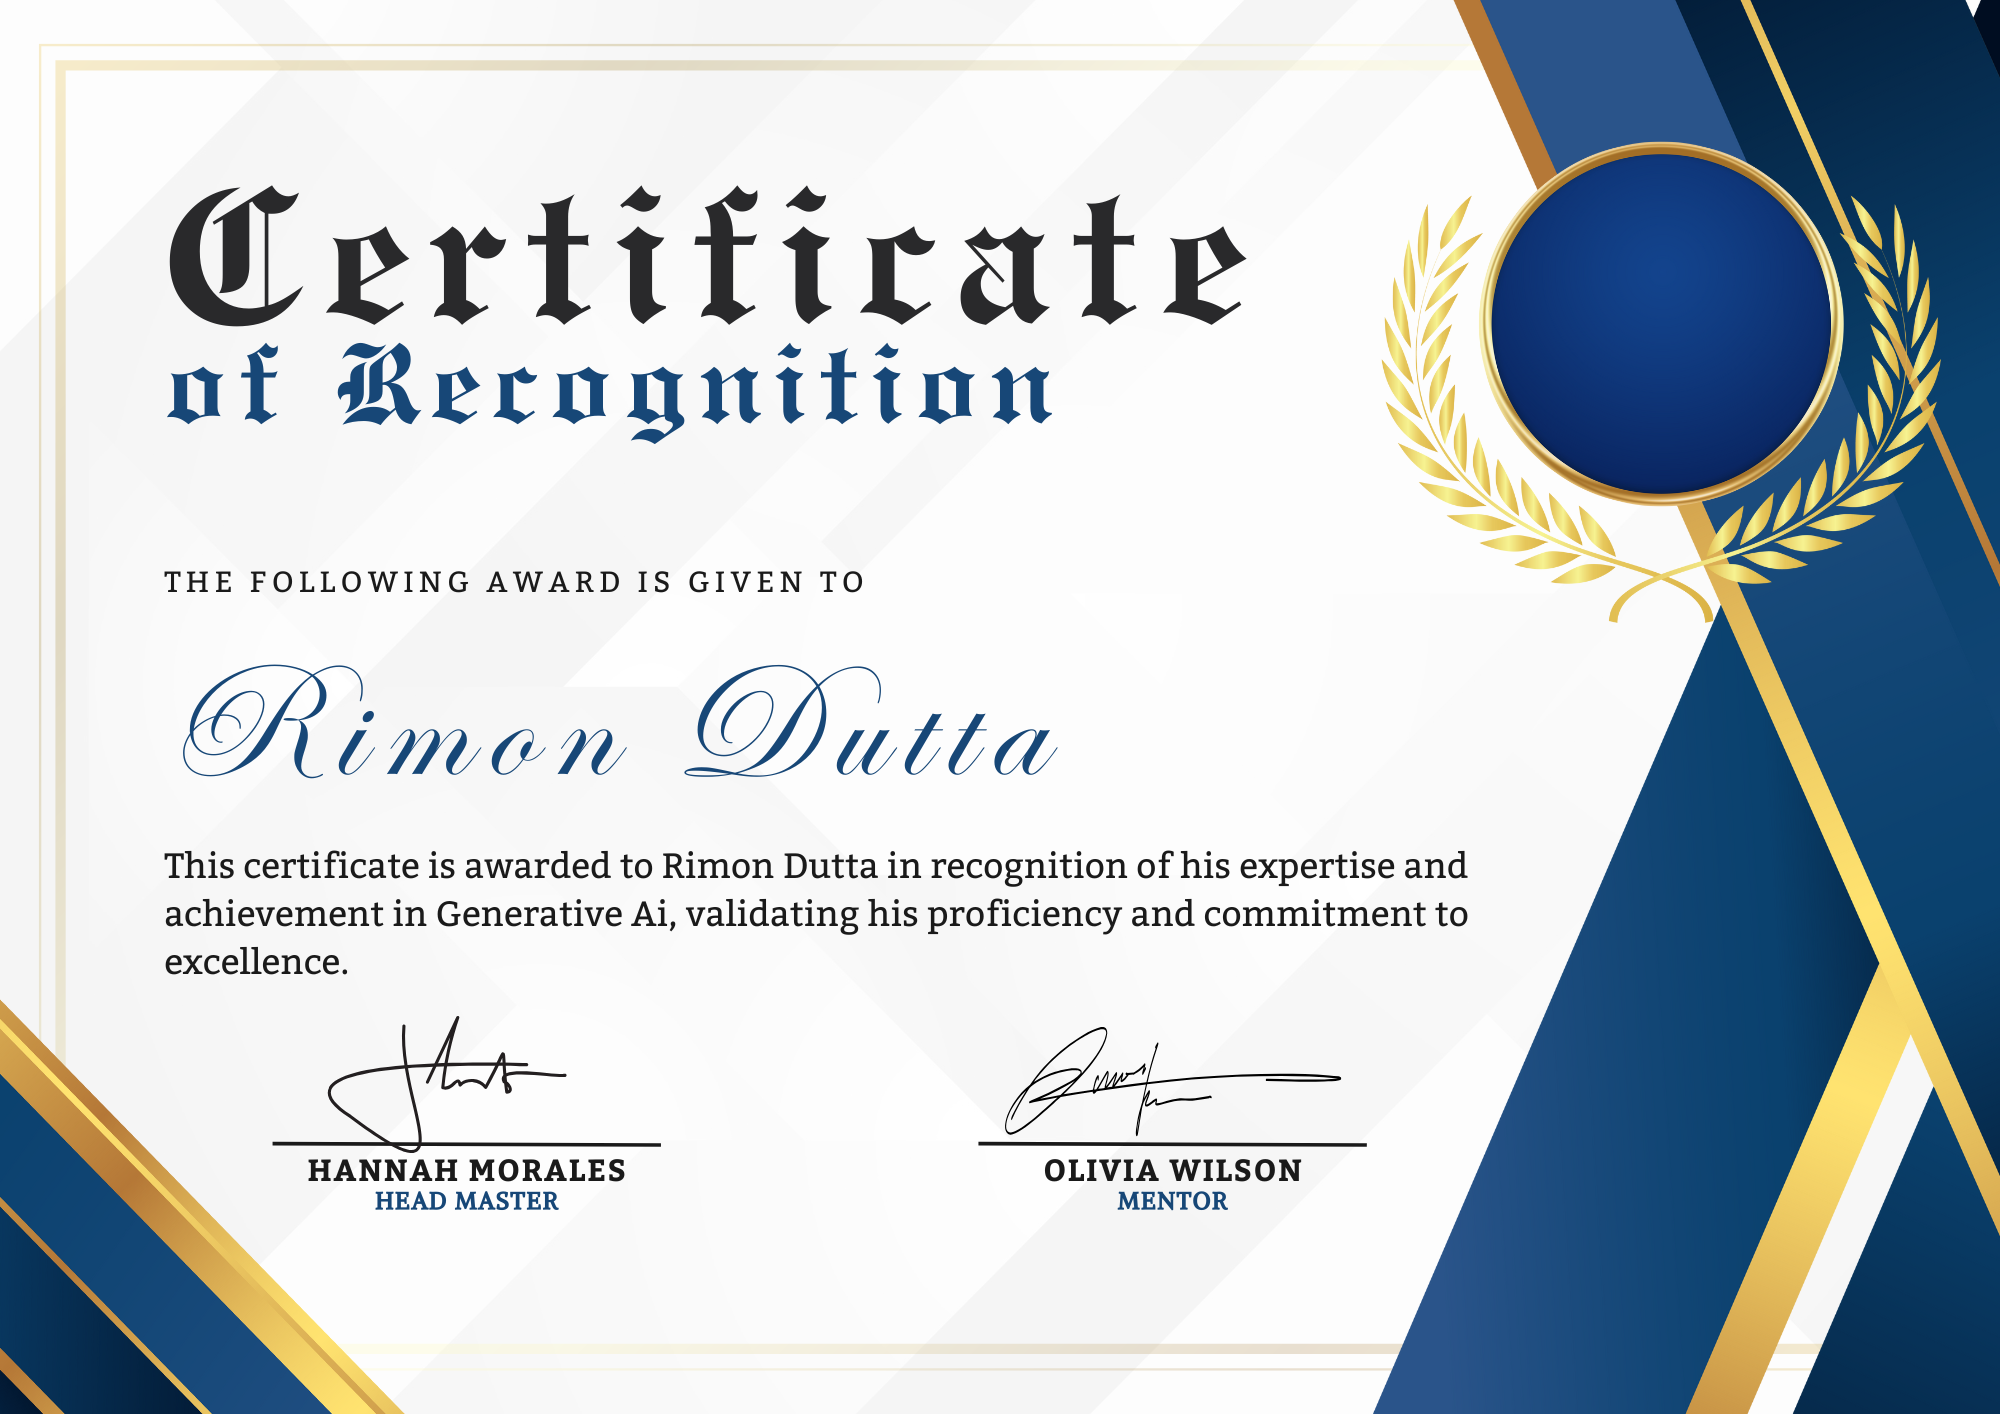 Certificate
of Recognition
THE FOLLOWING AWARD IS GIVEN TO
Rimon Dutta
This certificate is awarded to Rimon Dutta in recognition of his expertise and
achievement in Generative Ai, validating his proficiency and commitment to
excellence.
HANNAH MORALES
HEAD MASTER
OLIVIA WILSON
MENTOR